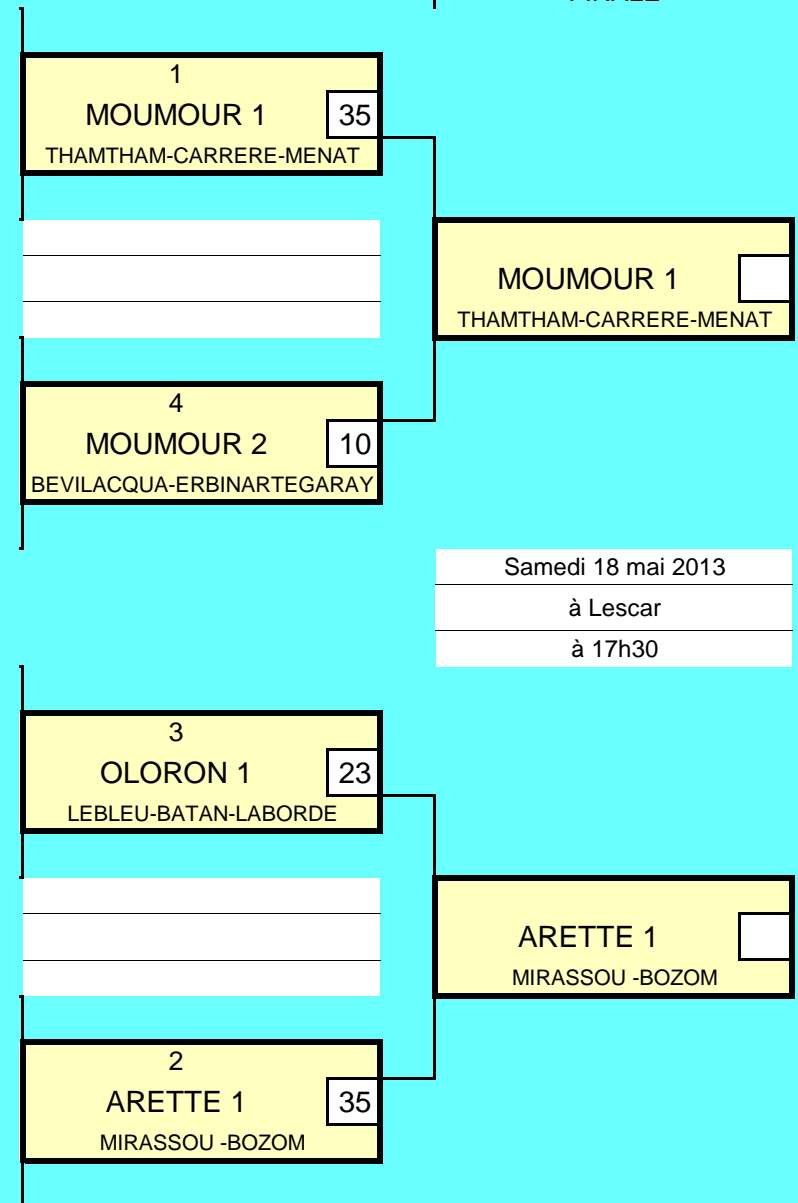 1
MOUMOUR 1 35
THAMTHAM-CARRERE-MENAT
MOUMOUR 1
THAMTHAM-CARRERE-MENAT
4
MOUMOUR 2 10
BEVILACQUA-ERBINARTEGARAY
Samedi 18 mai 2013
à Lescar
à 17h30
3
OLORON 1 23
LEBLEU-BATAN-LABORDE
ARETTE 1
MIRASSOU -BOZOM
2
ARETTE 1 35
MIRASSOU -BOZOM